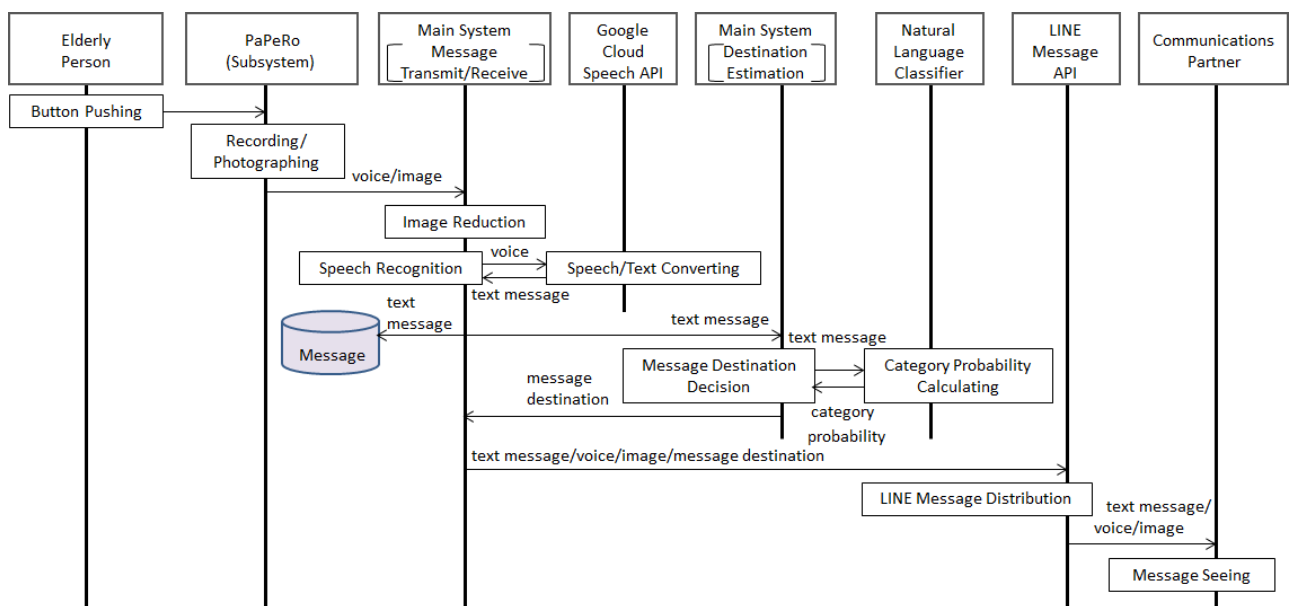 Elderly
Person
PaPeRo
(Subsystem)
Main System
Message
Transmit/Receive
Google
Cloud
Speech API
Main System
Destination
Estimation
Natural
Language
Classifier
LINE
Message
API
Communications
Partner
Button Pushing
Recording/
Photographing
voice/image
Image Reduction
voice
Speech Recognition
Speech/Text Converting
text message
text
message
text message
text message
Message
Message Destination
Decision
Category Probability
Calculating
message
destination
category
probability
text message/voice/image/message destination
LINE Message Distribution
text message/
voice/image
Message Seeing